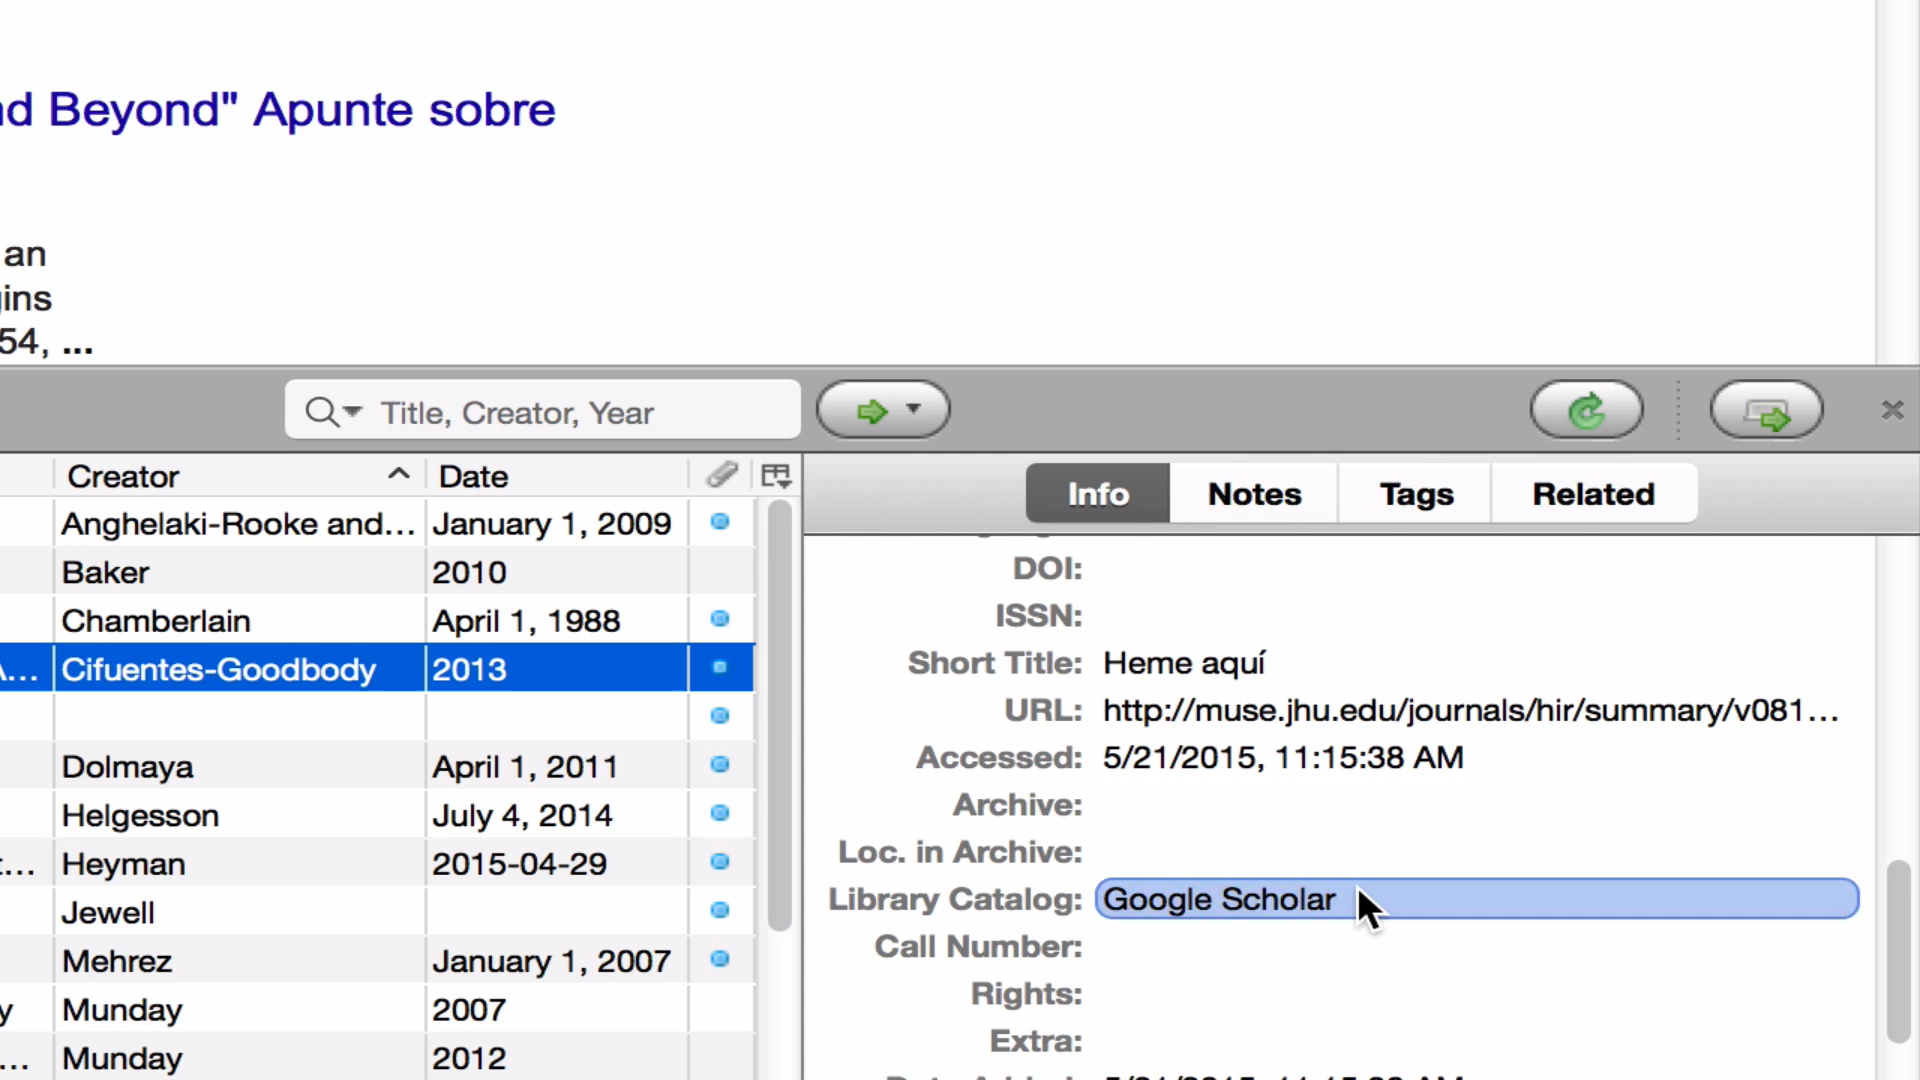 nd Beyond" Apunte sobre
an
gins
54, ...
Title, Creator, Year
Creator Date
Info Notes Tags Related
Anghelaki-Rooke and... January 1, 2009
Baker 2010
Chamberlain April 1, 1988
A... Cifuentes-Goodbody 2013
Dolmaya April 1, 2011
Helgesson July 4, 2014
Heyman 2015-04-29
Jewell
Mehrez January 1, 2007
y Munday 2007
... Munday 2012
DOI:
ISSN:
Short Title: Heme aquí
URL: http://muse.jhu.edu/journals/hir/summary/v081...
Accessed: 5/21/2015, 11:15:38 AM
Archive:
Loc. in Archive:
Library Catalog: Google Scholar
Call Number:
Rights:
Extra: